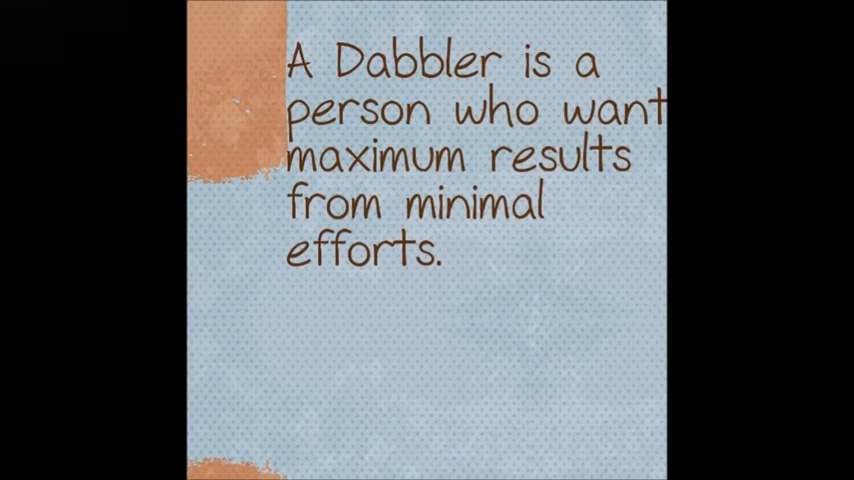 A Dabbler is a
person who want
maximum results
from minimal
efforts.